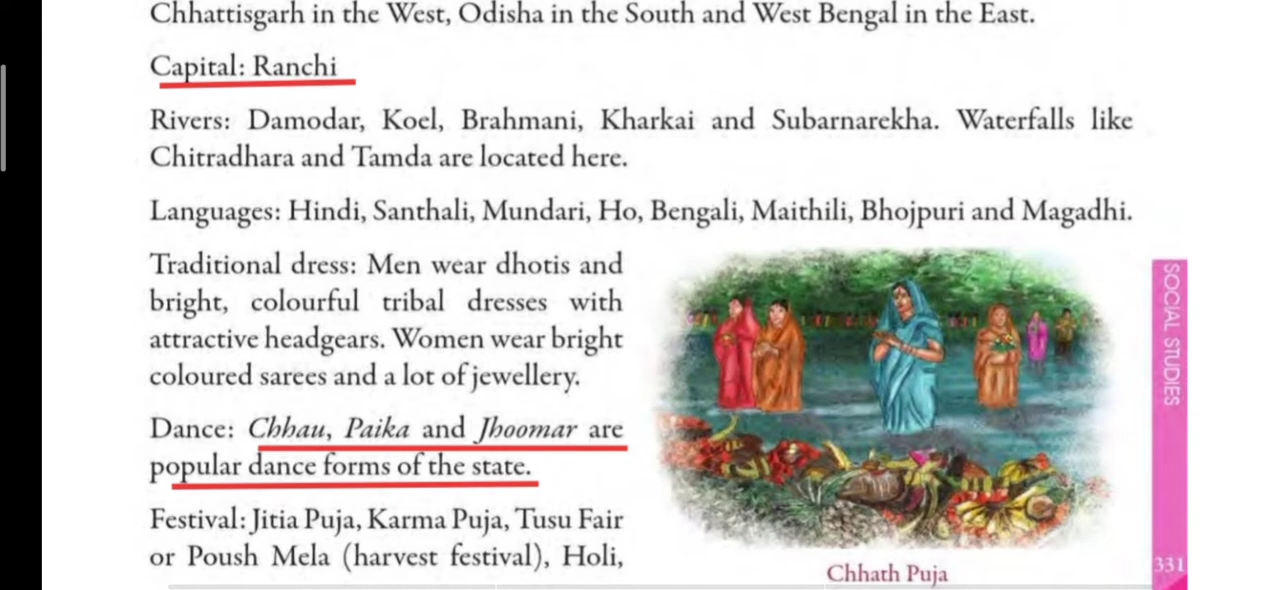 Chhattisgarh in the West, Odisha in the South and West Bengal in the East.
Capital: Ranchi
Rivers: Damodar, Koel, Brahmani, Kharkai and Subarnarekha. Waterfalls like
Chitradhara and Tamda are located here.
Languages: Hindi, Santhali, Mundari, Ho, Bengali, Maithili, Bhojpuri and Magadhi.
Traditional dress: Men wear dhotis and
bright, colourful tribal dresses with
attractive headgears. Women wear bright
coloured sarees and a lot of jewellery.
Dance: Chhau, Paika and Jhoomar are
popular dance forms of the state.
Festival: Jitia Puja, Karma Puja, Tusu Fair
or Poush Mela (harvest festival), Holi,
Chhath Puja
SOCIAL STUDIES
331